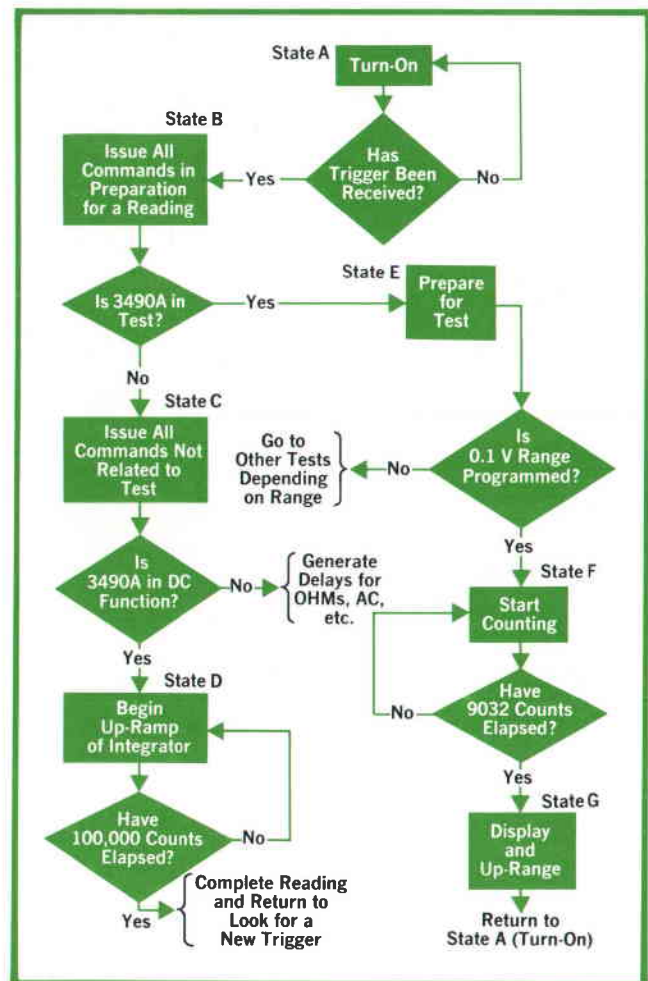 State A
Turn-On
Has
Trigger Been
Received?
No
Yes
State B
Issue All
Commands in
Preparation
for a Reading
Is 3490A in
Test?
Yes
State E
Prepare
for
Test
No
State C
Issue All
Commands Not
Related to
Test
Is
0.1 V Range
Programmed?
No
Go to
Other Tests
Depending
on Range
Is
3490A in DC
Function?
No
Generate
Delays for
OHMs, AC,
etc.
Yes
State F
Start
Counting
Yes
State D
Begin
Up-Ramp
of Integrator
Have
9032 Counts
Elapsed?
No
Yes
State G
Display
and
Up-Range
Have
100,000 Counts
Elapsed?
No
Yes
Complete Reading
and Return to
Look for a
New Trigger
Return to
State A (Turn-On)